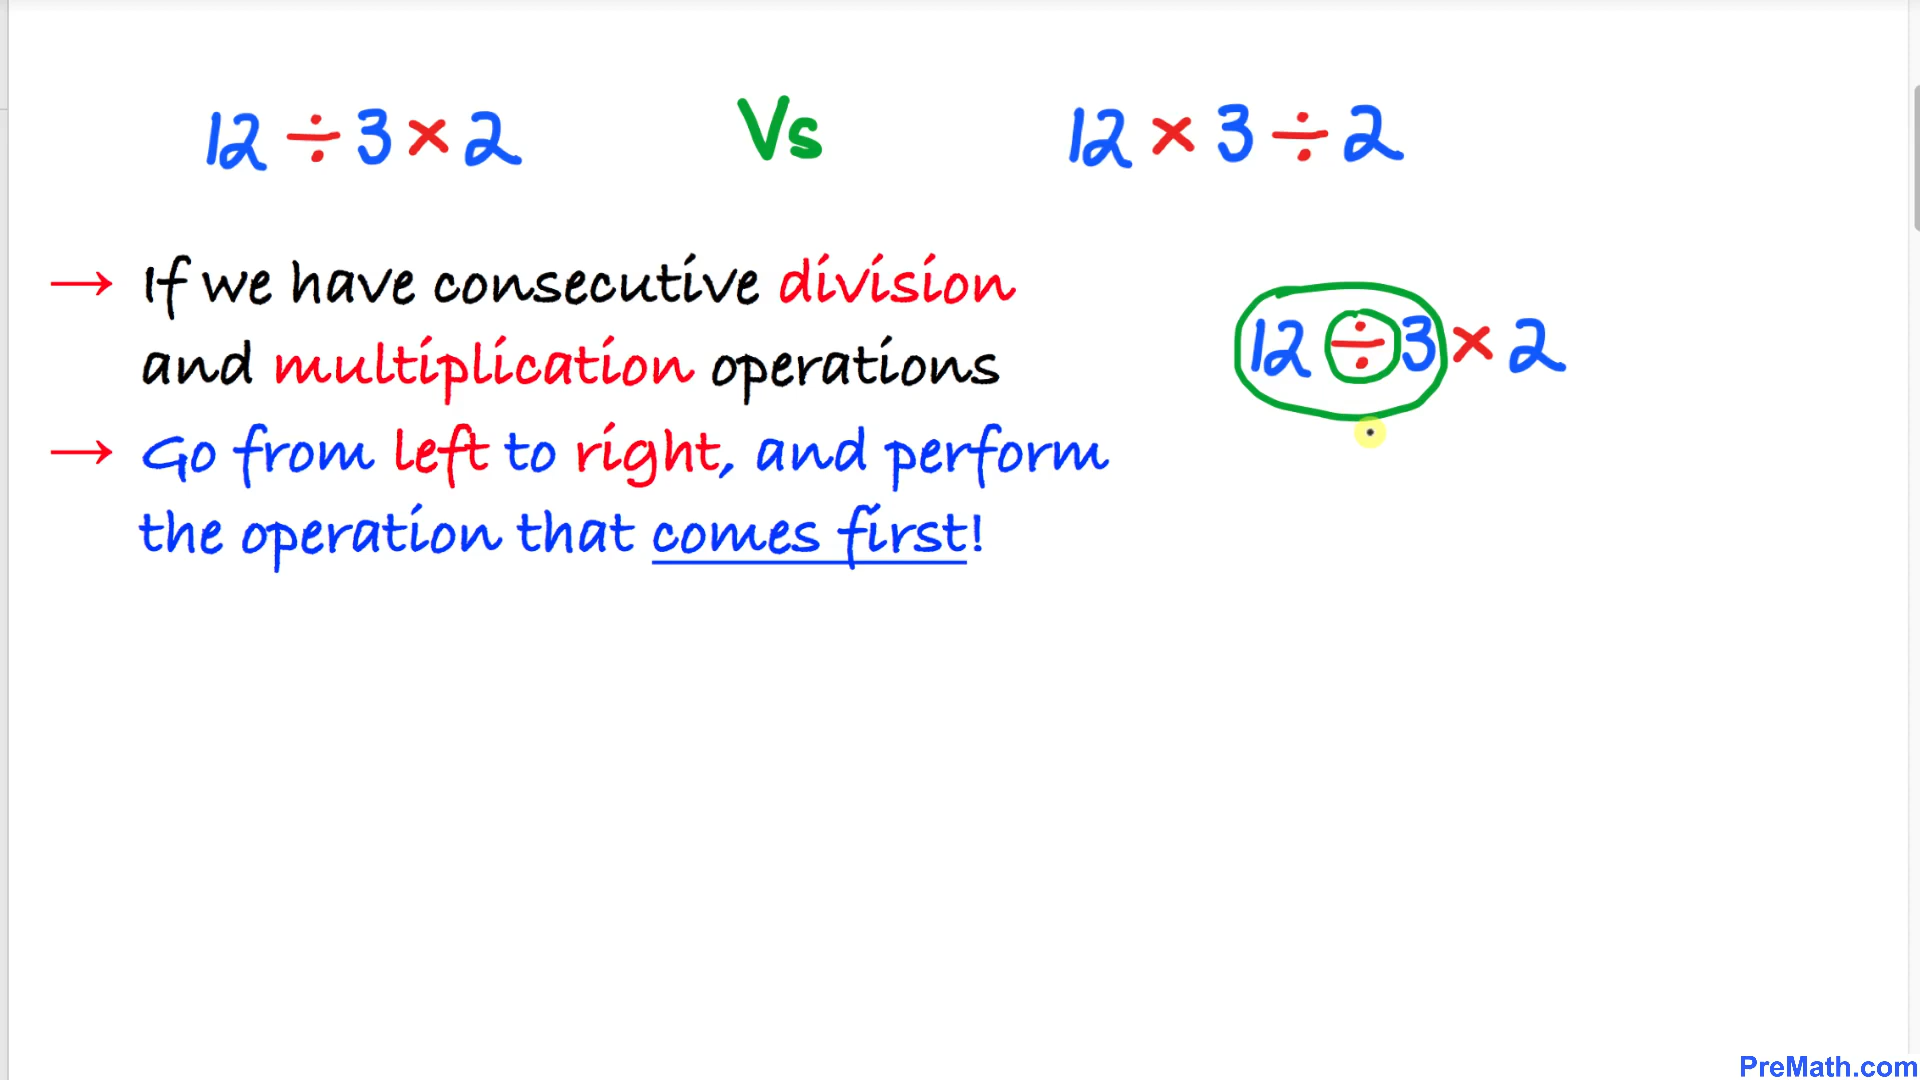 12 ÷ 3 × 2 Vs 12 × 3 ÷ 2
→ If we have consecutive division
and multiplication operations
12 ÷ 3 × 2
→ Go from left to right, and perform
the operation that comes first!
PreMath.com